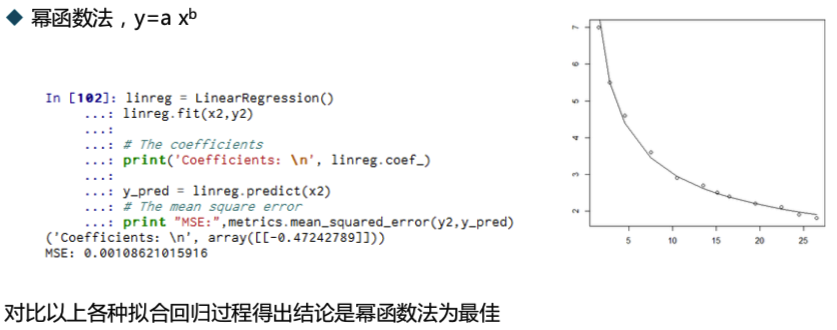 ◆ 幂函数法，y=a xᵇ
In [102]: linreg = LinearRegression()
...: linreg.fit(x2,y2)
...:
...: # The coefficients
...: print('Coefficients: \n', linreg.coef_)
...:
...: y_pred = linreg.predict(x2)
...: # The mean square error
...: print "MSE:",metrics.mean_squared_error(y2,y_pred)
('Coefficients: \n', array([[-0.47242789]]))
MSE: 0.00108621015916
7
6
5
4
3
2
5 10 15 20 25
对比以上各种拟合回归过程得出结论是幂函数法为最佳